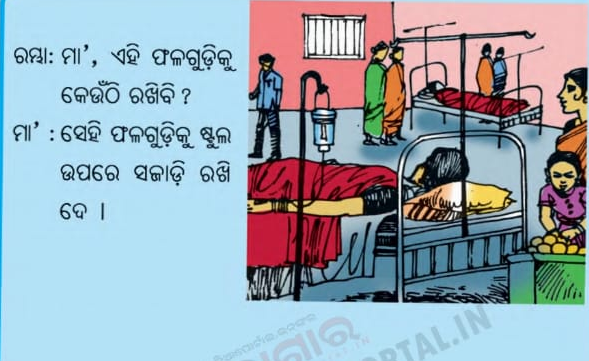 ରମ୍ଭା: ମା’, ଏହି ଫଳଗୁଡ଼ିକୁ
କେଉଁଠି ରଖିବି ?
ମା’ : ସେହି ଫଳଗୁଡ଼ିକୁ ଷ୍ଟୁଲ
ଉପରେ ସଜାଡ଼ି ରଖି
ଦେ ।
PORTAL.IN